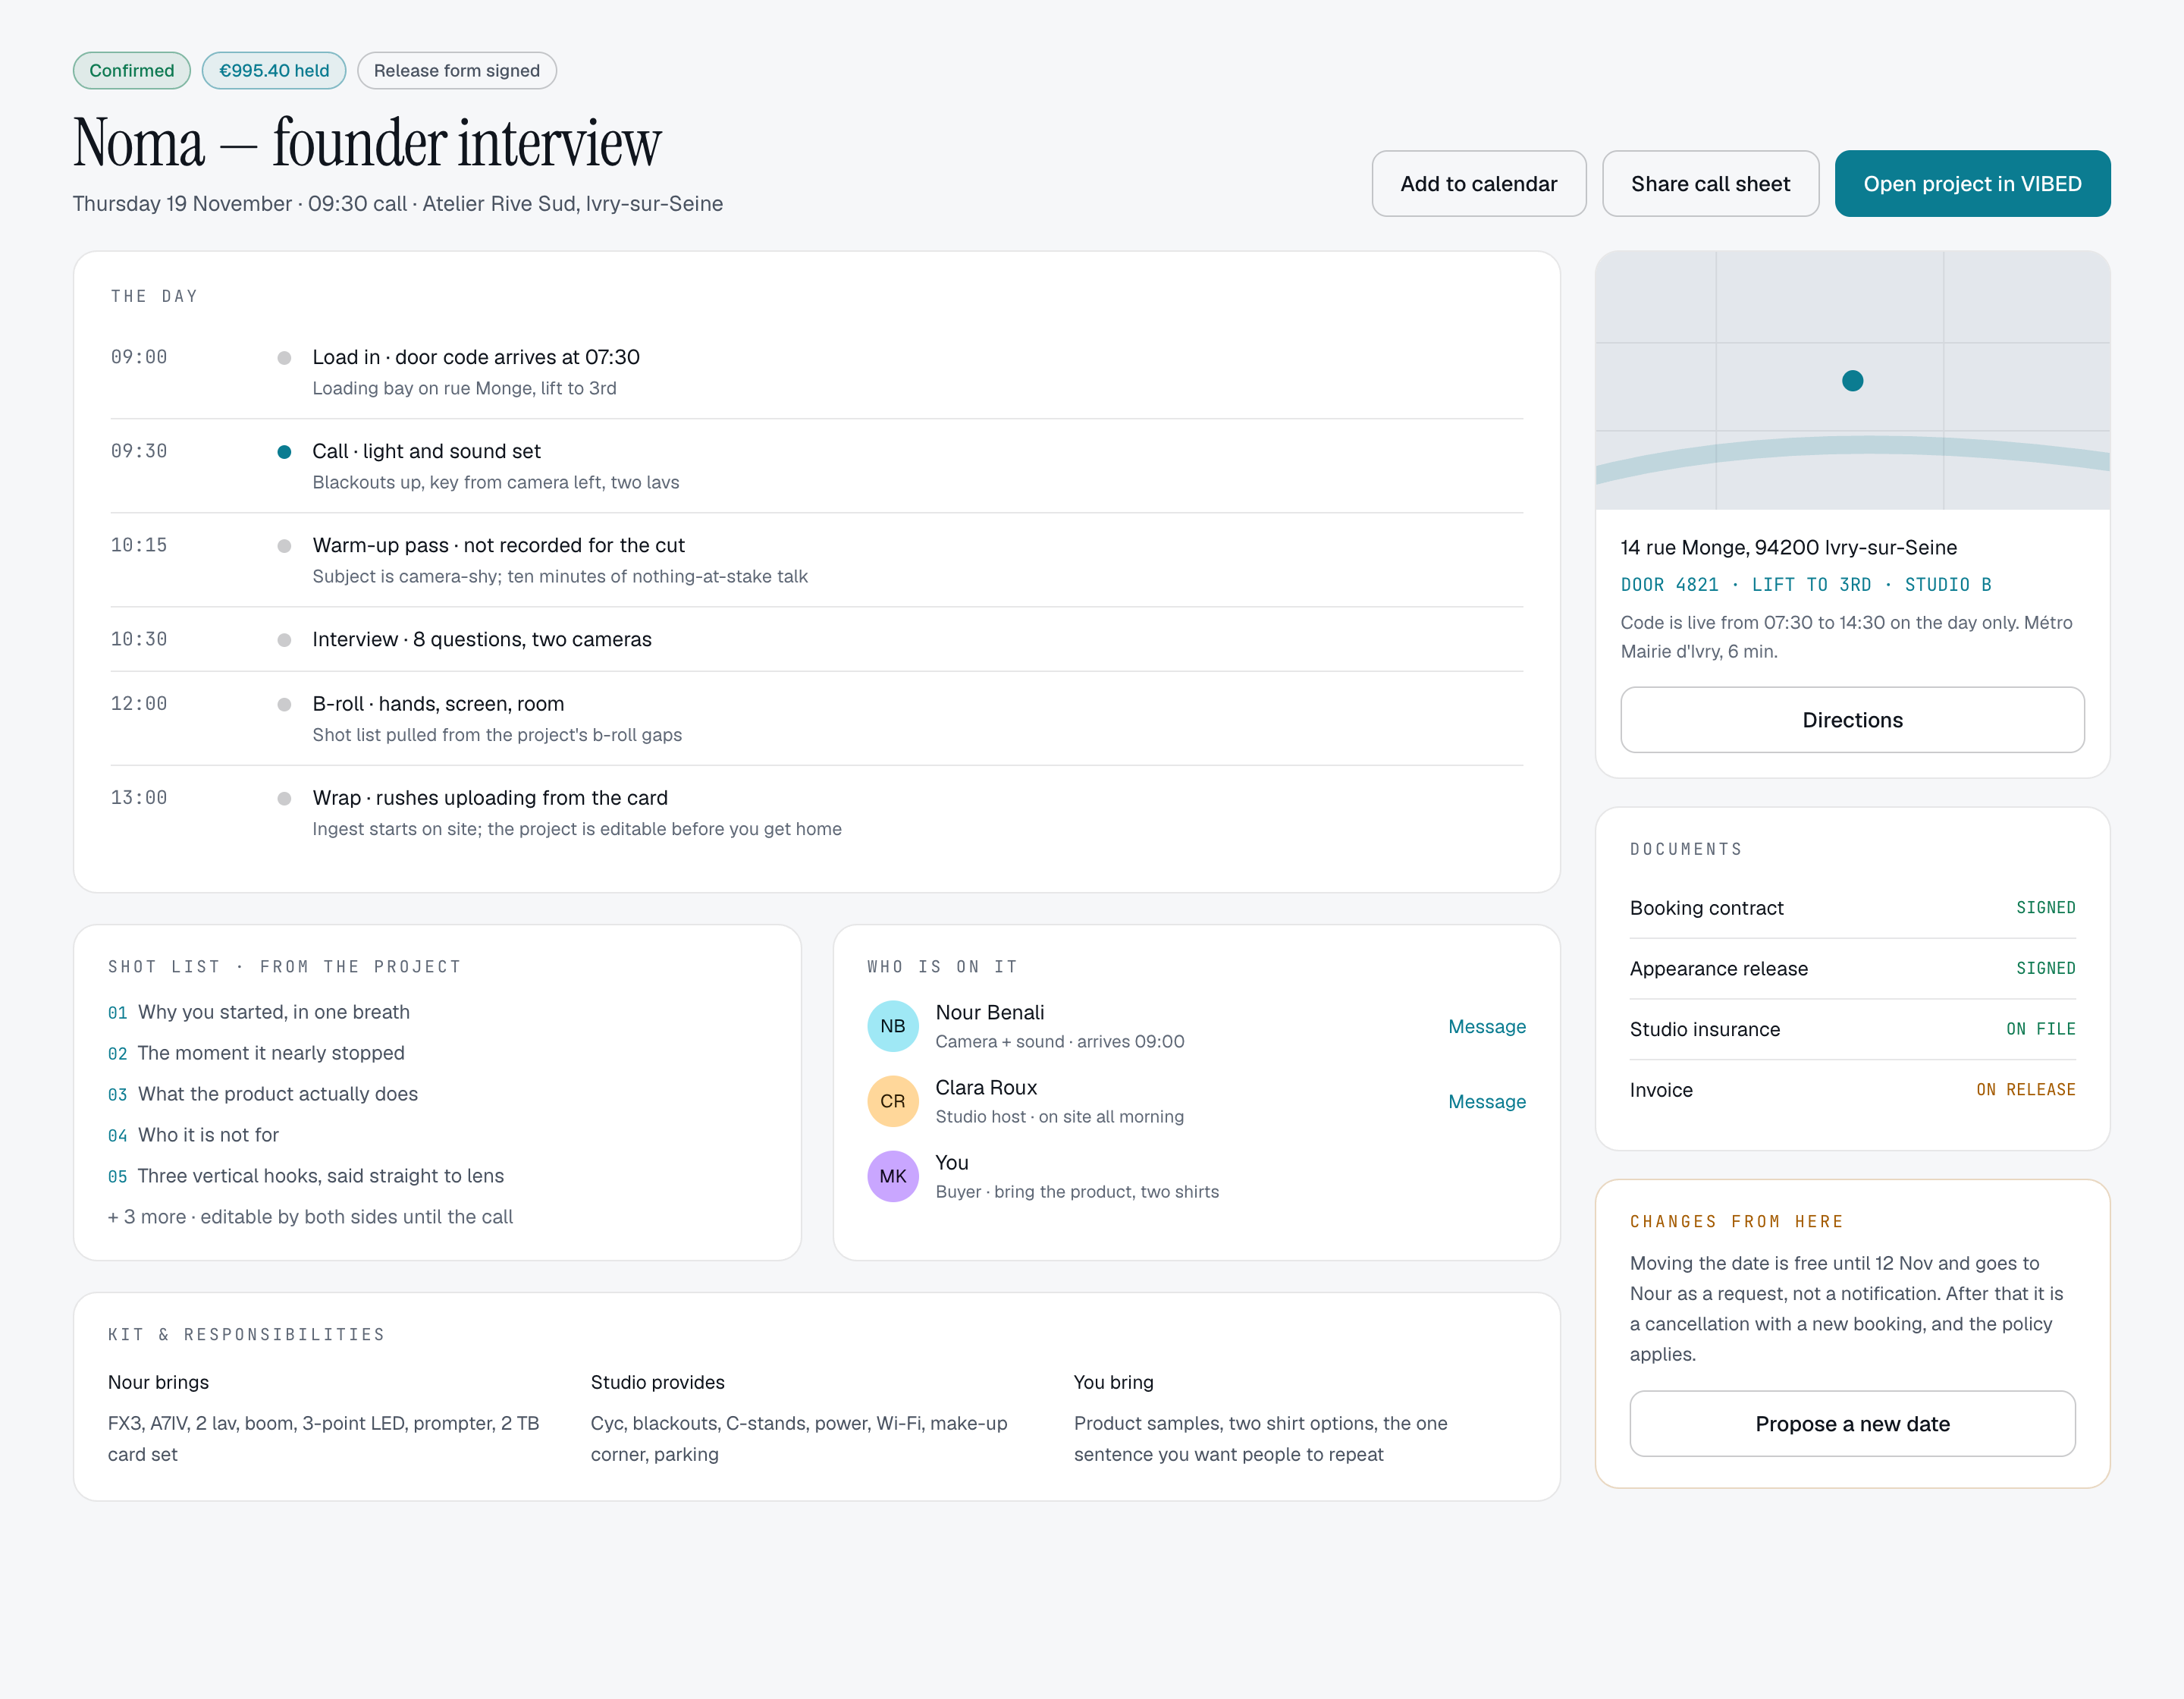 Confirmed
€995.40 held
Release form signed
Noma — founder interview
Thursday 19 November · 09:30 call · Atelier Rive Sud, Ivry-sur-Seine
Add to calendar
Share call sheet
Open project in VIBED
THE DAY
09:00
Load in · door code arrives at 07:30
Loading bay on rue Monge, lift to 3rd
09:30
Call · light and sound set
Blackouts up, key from camera left, two lavs
10:15
Warm-up pass · not recorded for the cut
Subject is camera-shy; ten minutes of nothing-at-stake talk
10:30
Interview · 8 questions, two cameras
12:00
B-roll · hands, screen, room
Shot list pulled from the project's b-roll gaps
13:00
Wrap · rushes uploading from the card
Ingest starts on site; the project is editable before you get home
SHOT LIST · FROM THE PROJECT
01 Why you started, in one breath
02 The moment it nearly stopped
03 What the product actually does
04 Who it is not for
05 Three vertical hooks, said straight to lens
+ 3 more · editable by both sides until the call
WHO IS ON IT
NB
Nour Benali
Camera + sound · arrives 09:00
Message
CR
Clara Roux
Studio host · on site all morning
Message
MK
You
Buyer · bring the product, two shirts
KIT & RESPONSIBILITIES
Nour brings
FX3, A7IV, 2 lav, boom, 3-point LED, prompter, 2 TB
card set
Studio provides
Cyc, blackouts, C-stands, power, Wi-Fi, make-up
corner, parking
You bring
Product samples, two shirt options, the one
sentence you want people to repeat
14 rue Monge, 94200 Ivry-sur-Seine
DOOR 4821 · LIFT TO 3RD · STUDIO B
Code is live from 07:30 to 14:30 on the day only. Métro
Mairie d'Ivry, 6 min.
Directions
DOCUMENTS
Booking contract SIGNED
Appearance release SIGNED
Studio insurance ON FILE
Invoice ON RELEASE
CHANGES FROM HERE
Moving the date is free until 12 Nov and goes to
Nour as a request, not a notification. After that it is
a cancellation with a new booking, and the policy
applies.
Propose a new date